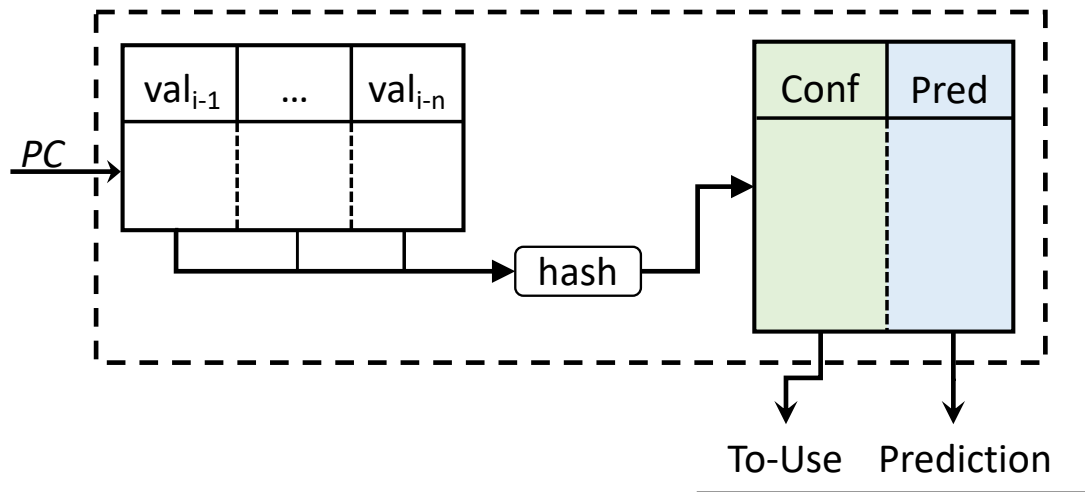 val_{i-1} ... val_{i-n}
Conf Pred
PC
hash
To-Use Prediction